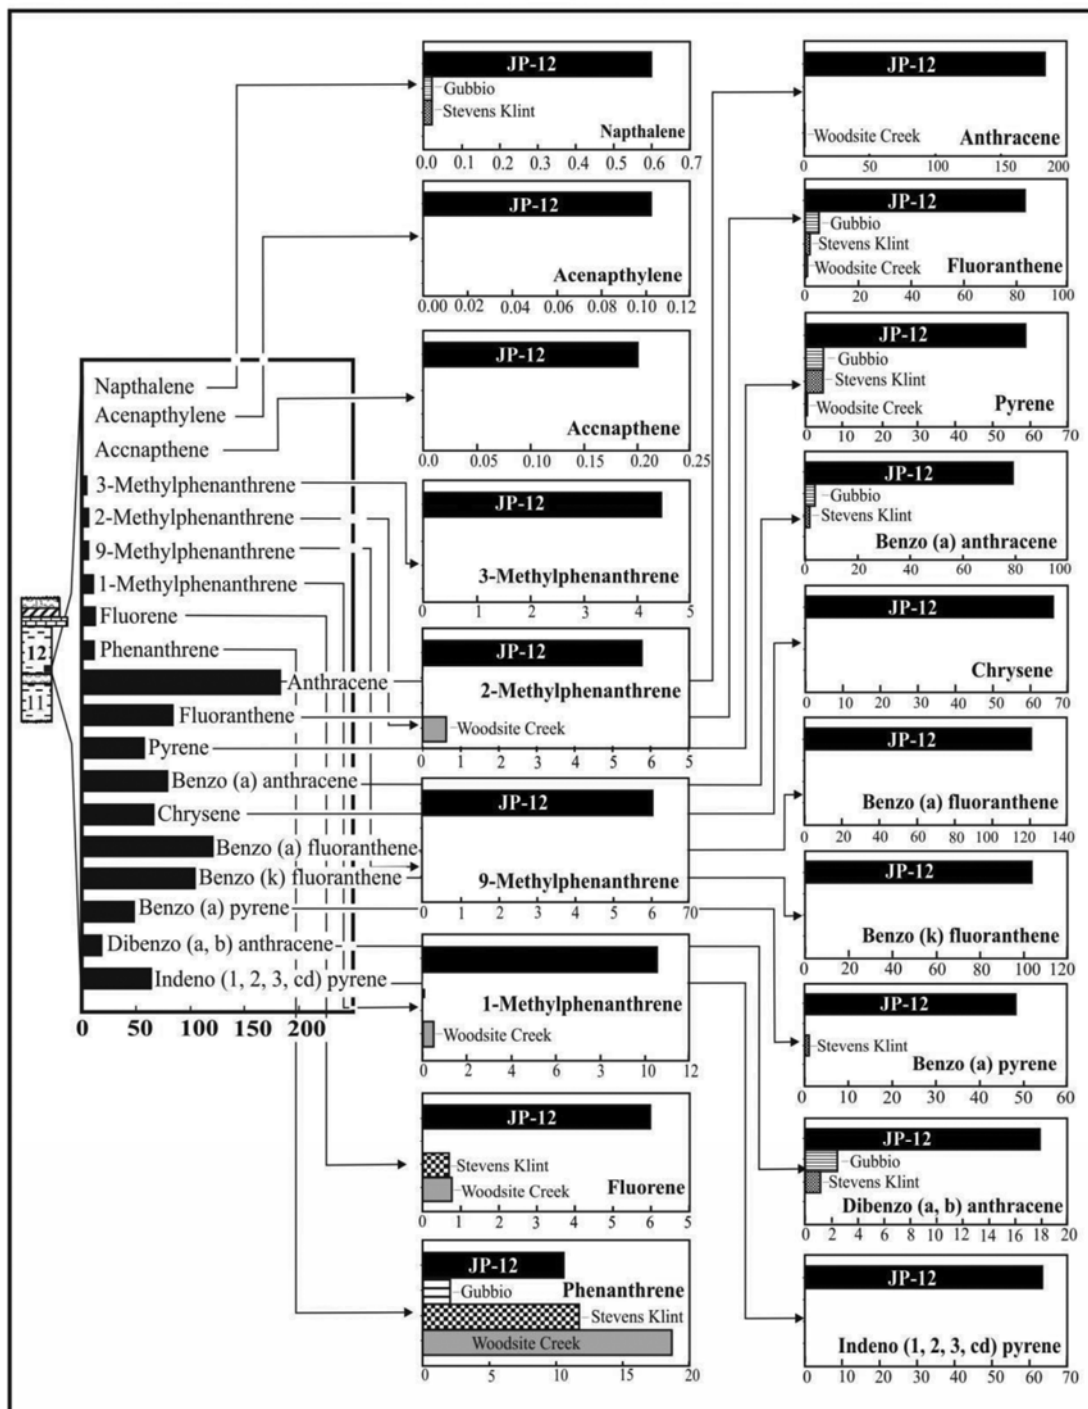 Napthalene
Acenapthylene
Accnapthene
3-Methylphenanthrene
2-Methylphenanthrene
9-Methylphenanthrene
1-Methylphenanthrene
Fluorene
Phenanthrene
Anthracene
Fluoranthene
Pyrene
Benzo (a) anthracene
Chrysene
Benzo (a) fluoranthene
Benzo (k) fluoranthene
Benzo (a) pyrene
Dibenzo (a, b) anthracene
Indeno (1, 2, 3, cd) pyrene
0 50 100 150 200
12
11
JP-12
Gubbio
Stevens Klint
Napthalene
0.0 0.1 0.2 0.3 0.4 0.5 0.6 0.7
JP-12
Acenapthylene
0.00 0.02 0.04 0.06 0.08 0.10 0.12
JP-12
Accnapthene
0.0 0.05 0.10 0.15 0.20 0.25
JP-12
3-Methylphenanthrene
0 1 2 3 4 5
JP-12
2-Methylphenanthrene
Woodsite Creek
0 1 2 3 4 5 6 5
JP-12
9-Methylphenanthrene
0 1 2 3 4 5 6 70
1-Methylphenanthrene
Woodsite Creek
0 2 4 6 3 10 12
JP-12
Stevens Klint
Woodsite Creek
Fluorene
0 1 2 3 4 5 6 5
JP-12
Phenanthrene
Gubbio
Stevens Klint
Woodsite Creek
0 5 10 15 20
JP-12
Woodsite Creek
Anthracene
0 50 100 150 200
JP-12
Gubbio
Stevens Klint
Woodsite Creek
Fluoranthene
0 20 40 60 80 100
JP-12
Gubbio
Stevens Klint
Woodsite Creek
Pyrene
0 10 20 30 40 50 60 70
JP-12
Gubbio
Stevens Klint
Benzo (a) anthracene
0 20 40 60 80 100
JP-12
Chrysene
0 10 20 30 40 50 60 70
JP-12
Benzo (a) fluoranthene
0 20 40 60 80 100 120 140
JP-12
Benzo (k) fluoranthene
0 20 40 60 80 100 120
JP-12
Stevens Klint
Benzo (a) pyrene
0 10 20 30 40 50 60
JP-12
Gubbio
Stevens Klint
Dibenzo (a, b) anthracene
0 2 4 6 8 10 12 14 16 18 20
JP-12
Indeno (1, 2, 3, cd) pyrene
0 10 20 30 40 50 60 70